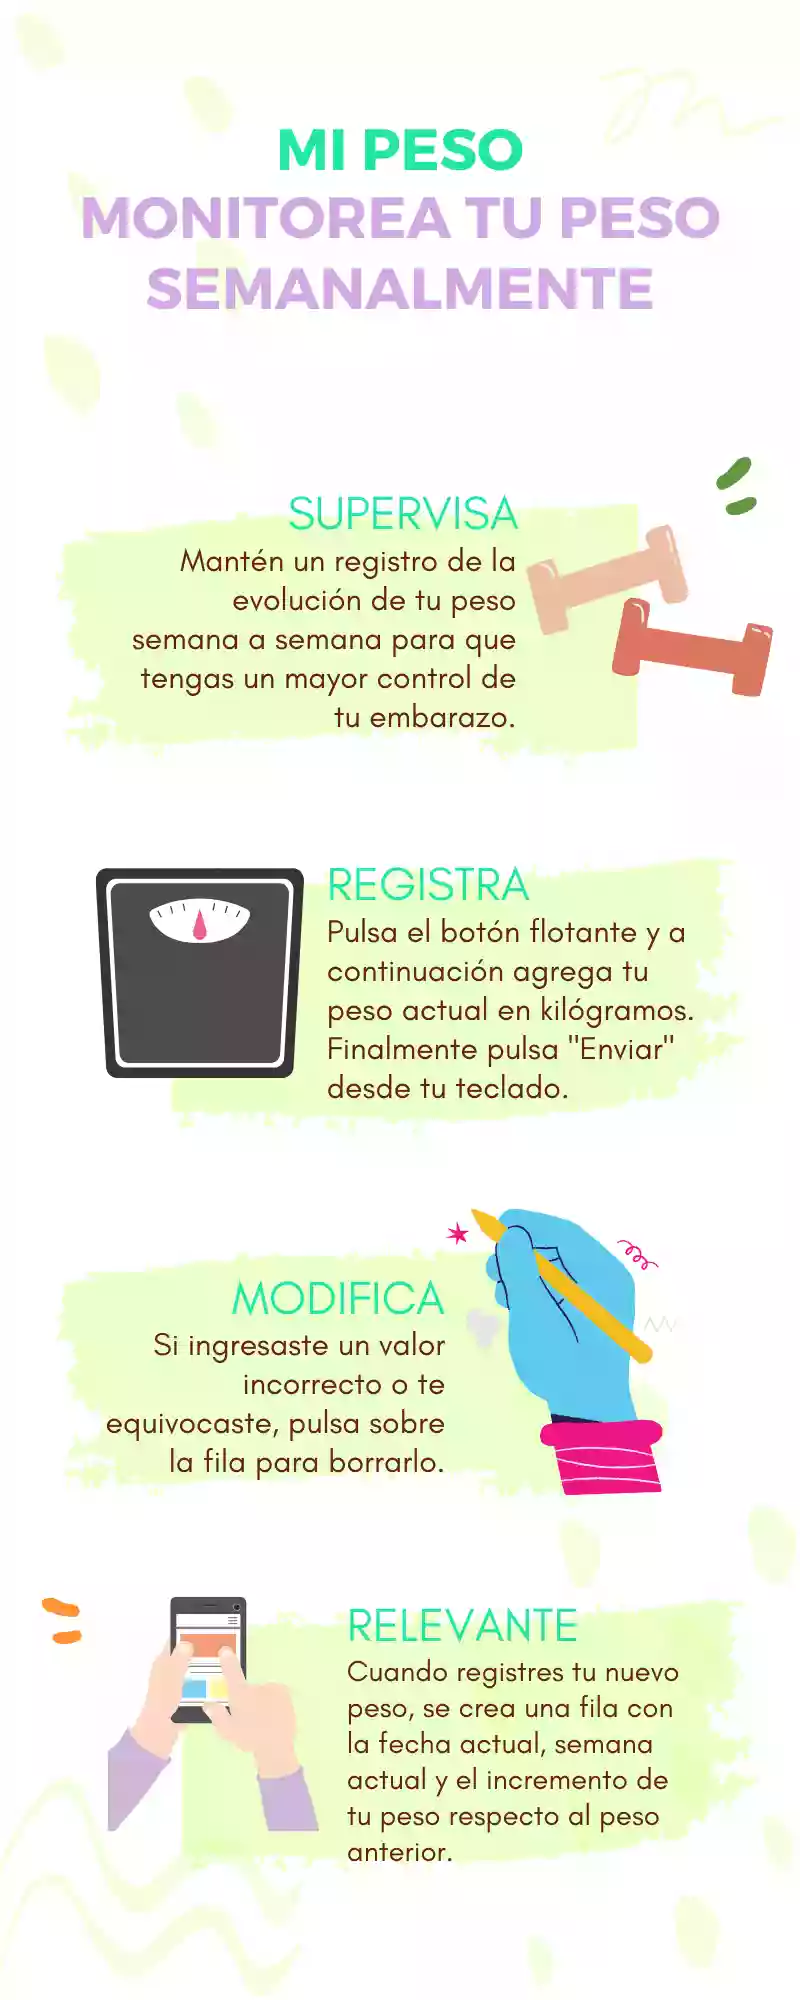 MI PESO
MONITOREA TU PESO
SEMANALMENTE
SUPERVISA
Mantén un registro de la
evolución de tu peso
semana a semana para que
tengas un mayor control de
tu embarazo.
REGISTRA
Pulsa el botón flotante y a
continuación agrega tu
peso actual en kilógramos.
Finalmente pulsa "Enviar"
desde tu teclado.
MODIFICA
Si ingresaste un valor
incorrecto o te
equivocaste, pulsa sobre
la fila para borrarlo.
RELEVANTE
Cuando registres tu nuevo
peso, se crea una fila con
la fecha actual, semana
actual y el incremento de
tu peso respecto al peso
anterior.